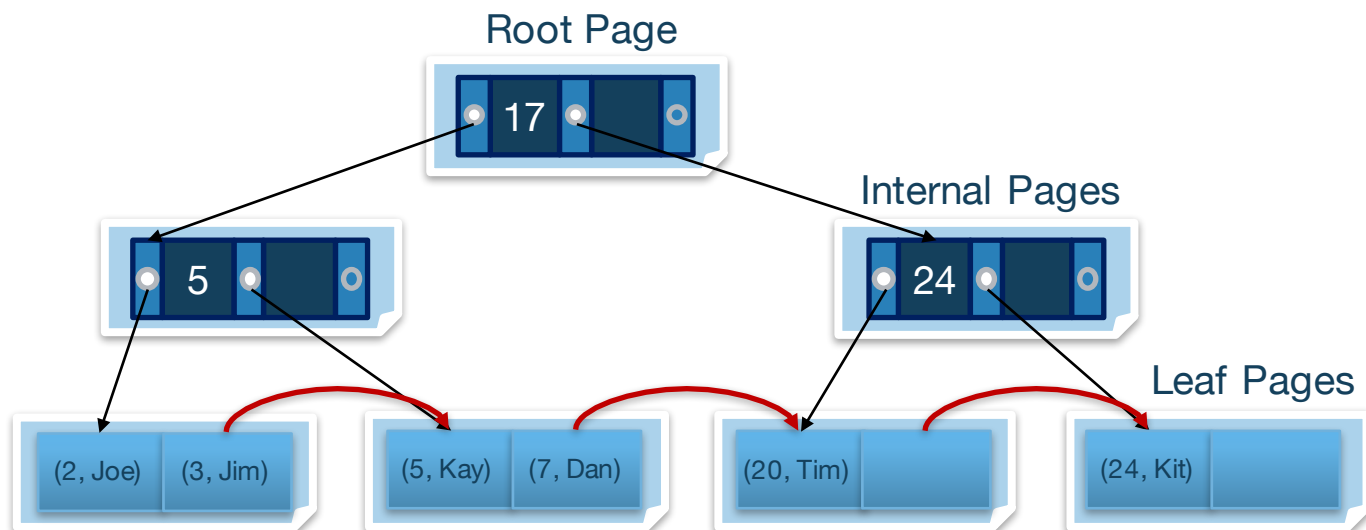 Root Page
17
Internal Pages
5
24
Leaf Pages
(2, Joe)
(3, Jim)
(5, Kay)
(7, Dan)
(20, Tim)
(24, Kit)